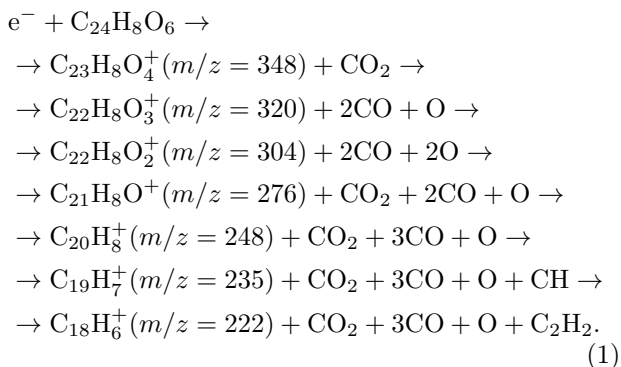 e⁻ + C₂₄H₈O₆ →
→ C₂₃H₈O₄⁺(m/z = 348) + CO₂ →
→ C₂₂H₈O₃⁺(m/z = 320) + 2CO + O →
→ C₂₂H₈O₂⁺(m/z = 304) + 2CO + 2O →
→ C₂₁H₈O⁺(m/z = 276) + CO₂ + 2CO + O →
→ C₂₀H₈⁺(m/z = 248) + CO₂ + 3CO + O →
→ C₁₉H₇⁺(m/z = 235) + CO₂ + 3CO + O + CH →
→ C₁₈H₆⁺(m/z = 222) + CO₂ + 3CO + O + C₂H₂.
(1)